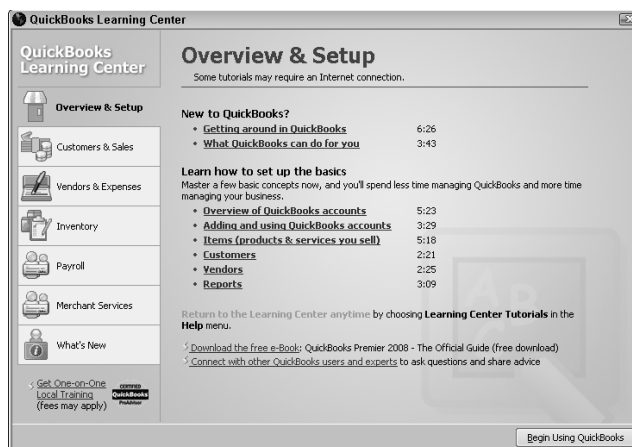 QuickBooks Learning Center
QuickBooks
Learning Center
Overview & Setup
Customers & Sales
Vendors & Expenses
Inventory
Payroll
Merchant Services
What's New
Get One-on-One
Local Training
(fees may apply)
CERTIFIED
QuickBooks
ProAdvisor
Overview & Setup
Some tutorials may require an Internet connection.
New to QuickBooks?
• Getting around in QuickBooks 6:26
• What QuickBooks can do for you 3:43
Learn how to set up the basics
Master a few basic concepts now, and you'll spend less time managing QuickBooks and more time
managing your business.
• Overview of QuickBooks accounts 5:23
• Adding and using QuickBooks accounts 3:29
• Items (products & services you sell) 5:18
• Customers 2:21
• Vendors 2:25
• Reports 3:09
Return to the Learning Center anytime by choosing Learning Center Tutorials in the
Help menu.
Download the free e-Book: QuickBooks Premier 2008 - The Official Guide (free download)
Connect with other QuickBooks users and experts to ask questions and share advice
ABC
Begin Using QuickBooks